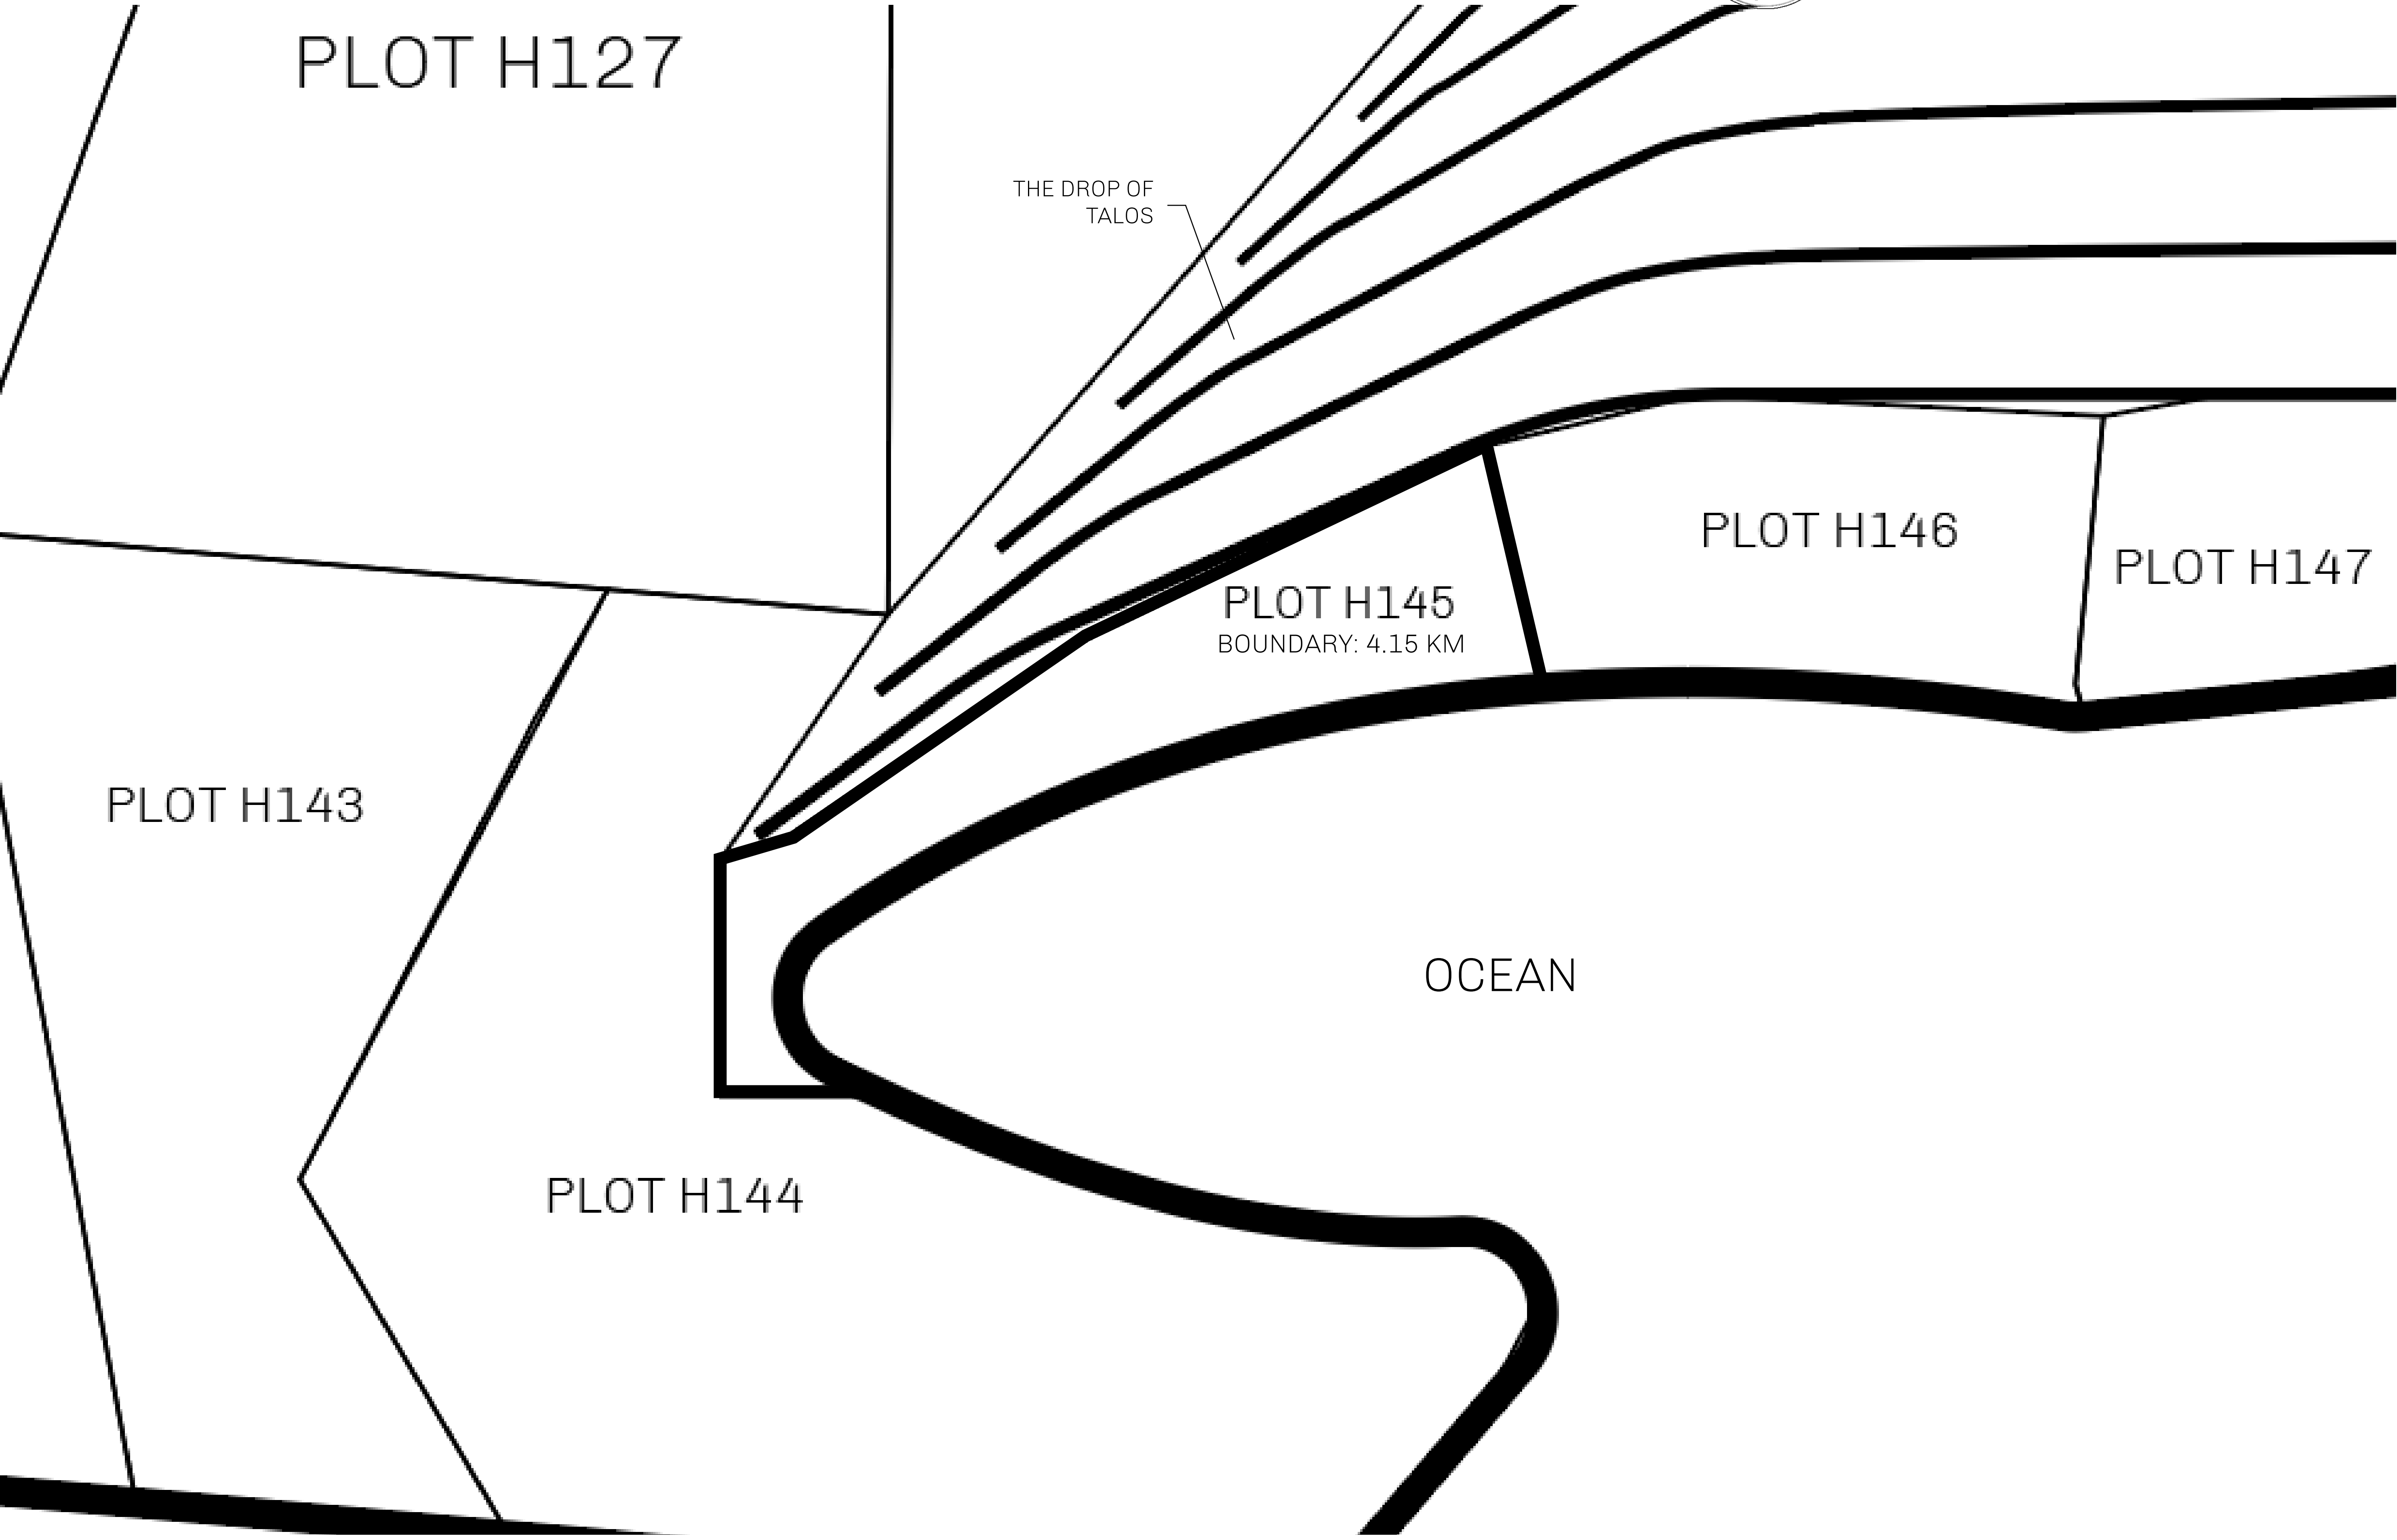 PLOT H127
THE DROP OF
TALOS
PLOT H146
PLOT H147
PLOT H145
BOUNDARY: 4.15 KM
PLOT H143
OCEAN
PLOT H144